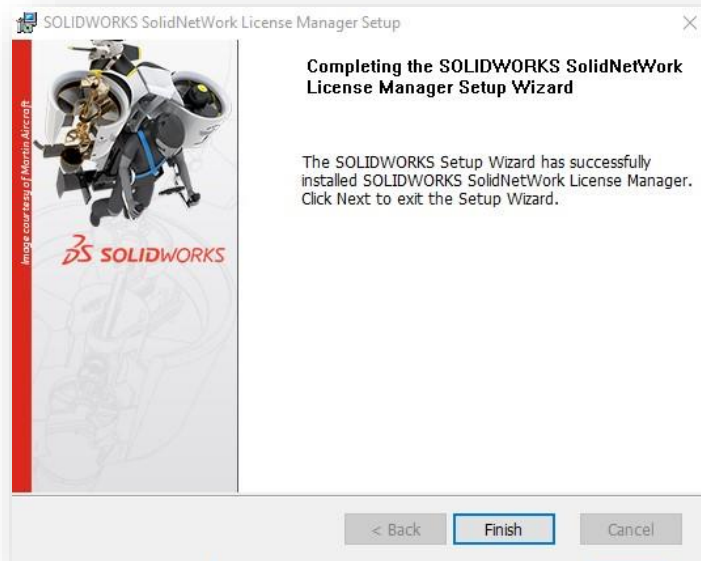 SOLIDWORKS SolidNetWork License Manager Setup
Image courtesy of Martin Aircraft
Completing the SOLIDWORKS SolidNetWork
License Manager Setup Wizard
The SOLIDWORKS Setup Wizard has successfully
installed SOLIDWORKS SolidNetWork License Manager.
Click Next to exit the Setup Wizard.
SOLIDWORKS
< Back
Finish
Cancel